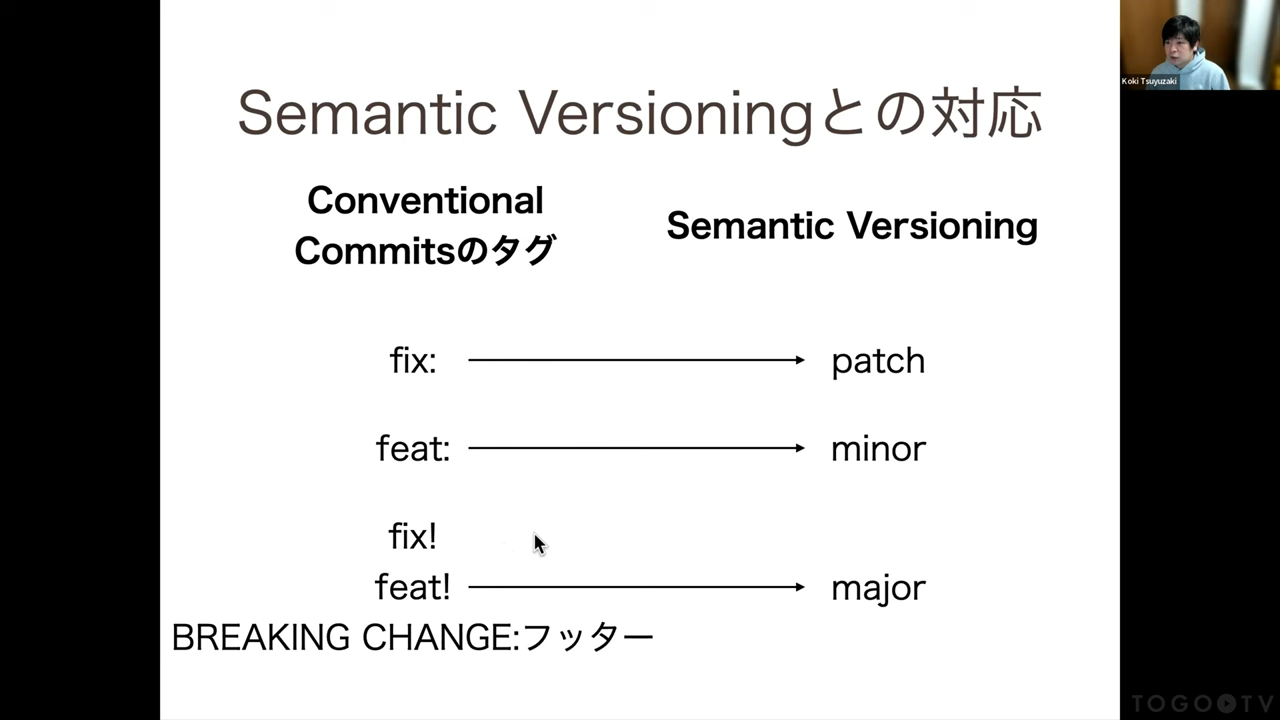 Semantic Versioningとの対応
Conventional
Commitsのタグ
Semantic Versioning
fix:
patch
feat:
minor
fix!
feat!
major
BREAKING CHANGE:フッター
Koki Tsuyuzaki
TOGOTV